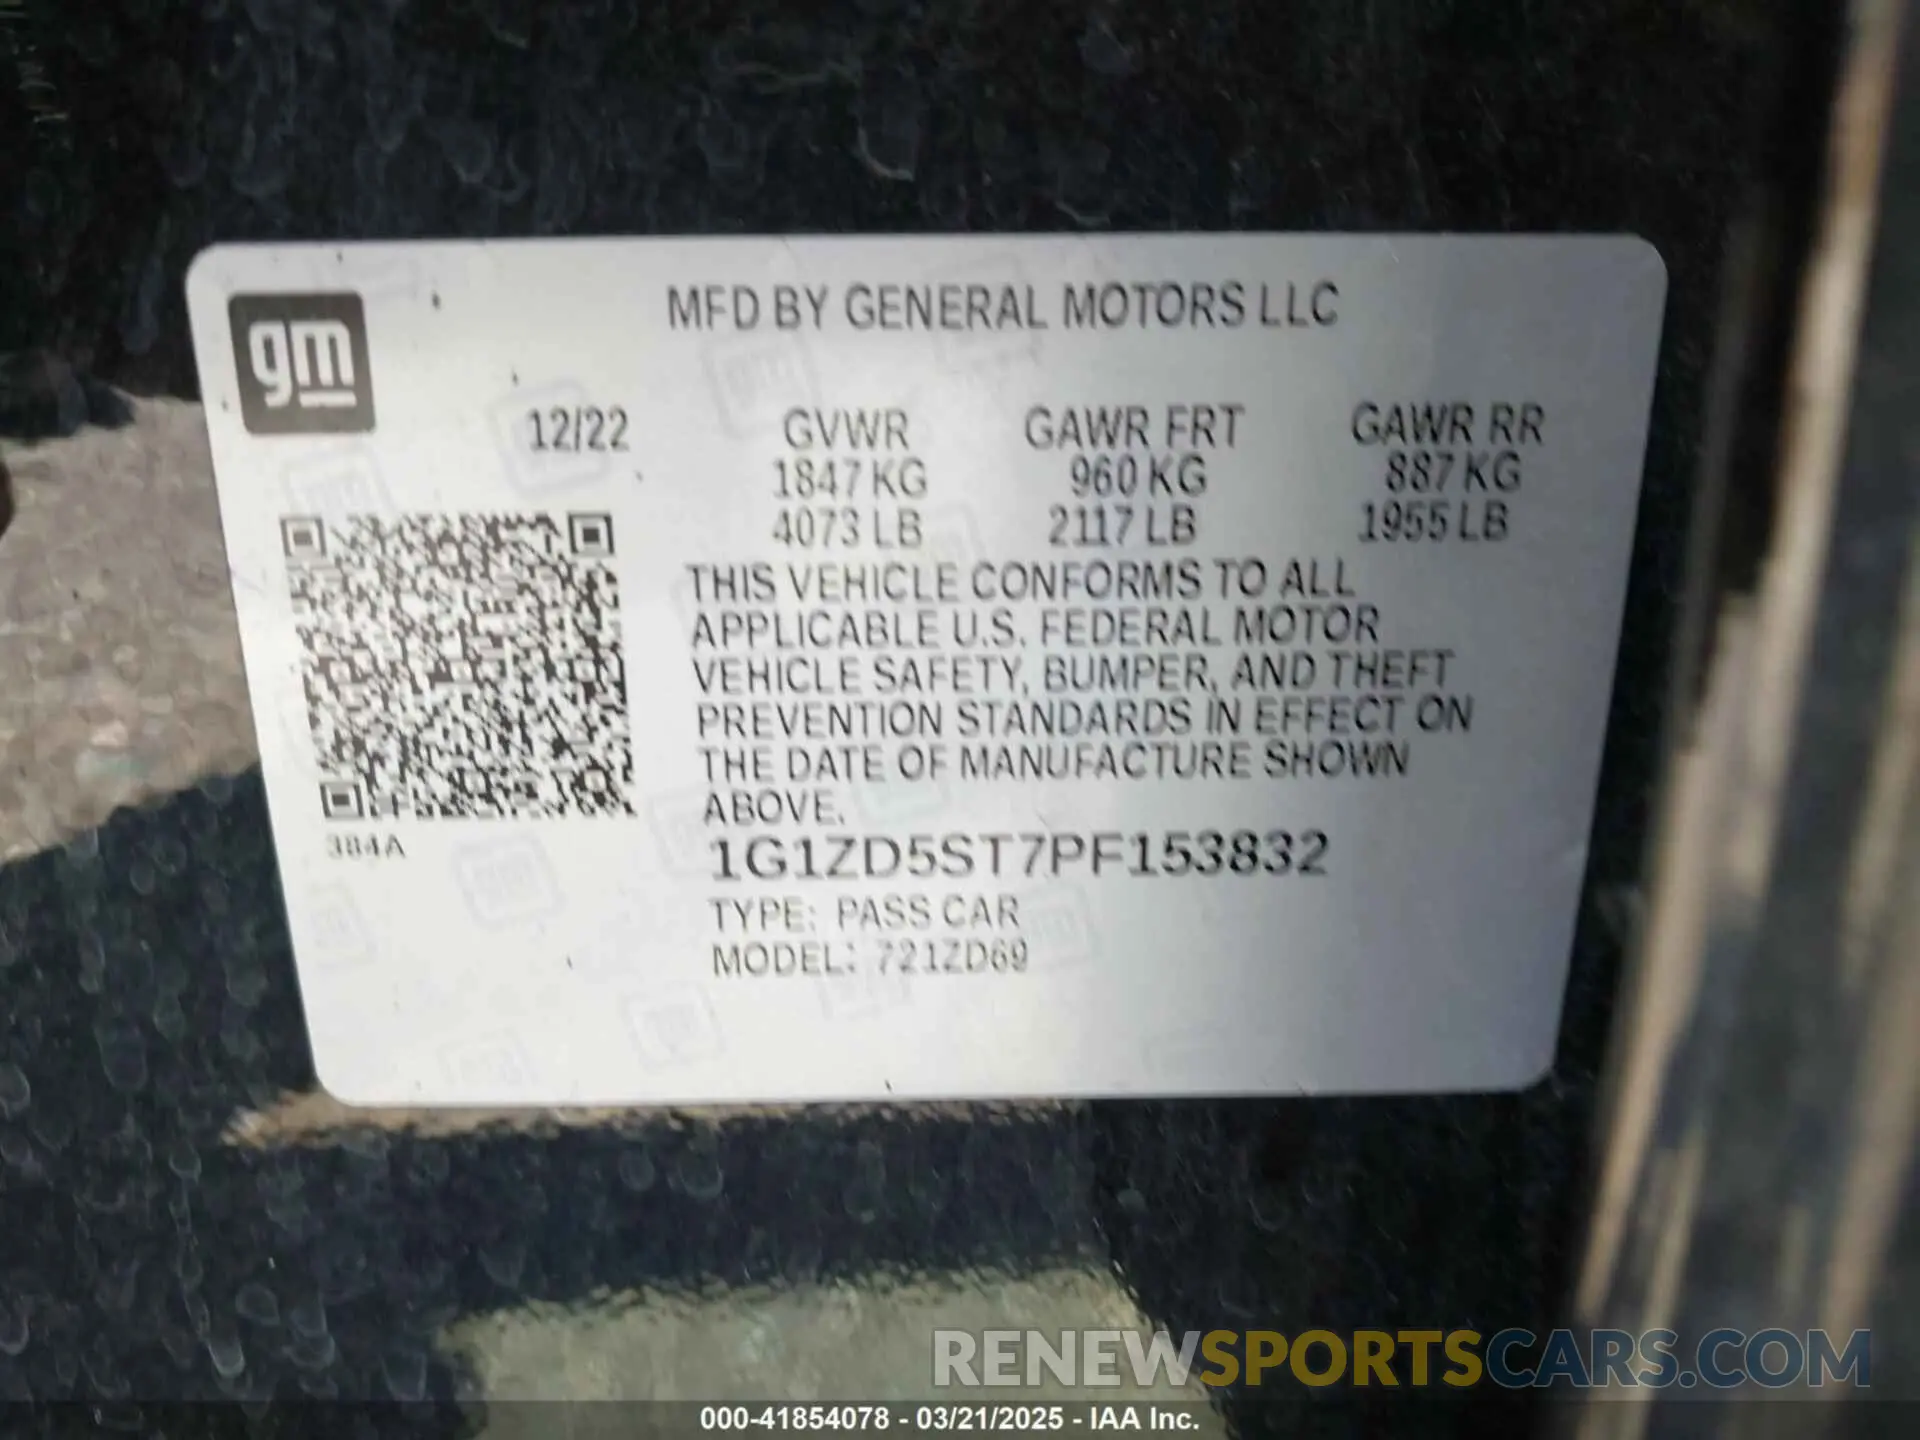 gm
MFD BY GENERAL MOTORS LLC
12/22 GVWR GAWR FRT GAWR RR
1847 KG 960 KG 887 KG
4073 LB 2117 LB 1955 LB
THIS VEHICLE CONFORMS TO ALL
APPLICABLE U.S. FEDERAL MOTOR
VEHICLE SAFETY, BUMPER, AND THEFT
PREVENTION STANDARDS IN EFFECT ON
THE DATE OF MANUFACTURE SHOWN
ABOVE.
384A
1G1ZD5ST7PF153832
TYPE: PASS CAR
MODEL: 721ZD69
RENEWSPORTSCARS.COM
000-41854078 - 03/21/2025 - IAA Inc.